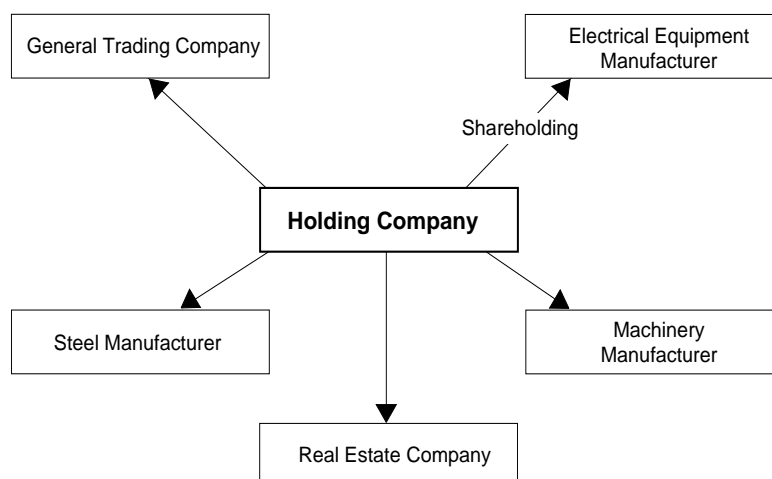 General Trading Company
Electrical Equipment
Manufacturer
Shareholding
Holding Company
Steel Manufacturer
Machinery
Manufacturer
Real Estate Company